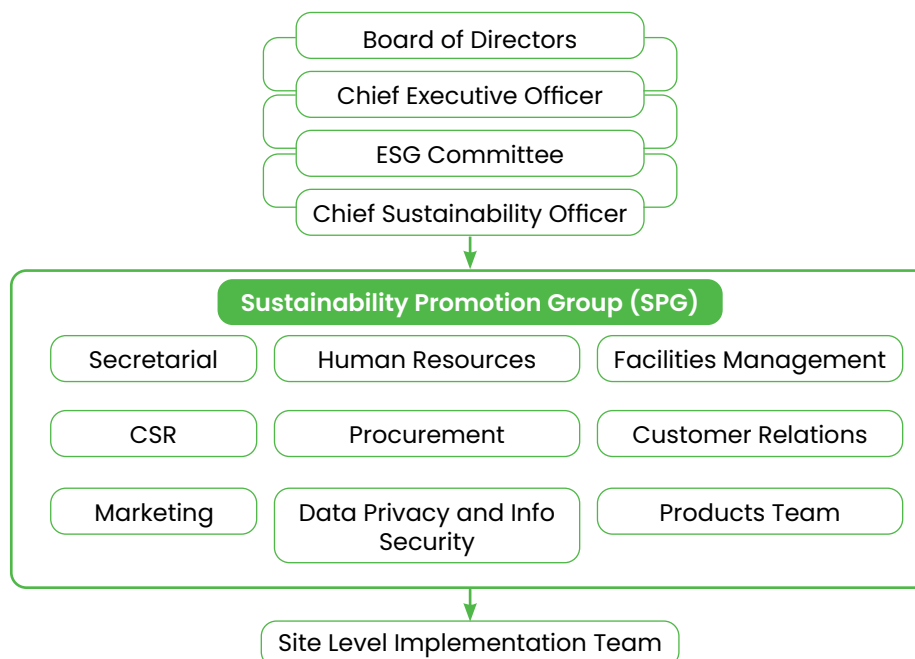 Board of Directors
Chief Executive Officer
ESG Committee
Chief Sustainability Officer
Sustainability Promotion Group (SPG)
Secretarial
Human Resources
Facilities Management
CSR
Procurement
Customer Relations
Marketing
Data Privacy and Info
Security
Products Team
Site Level Implementation Team